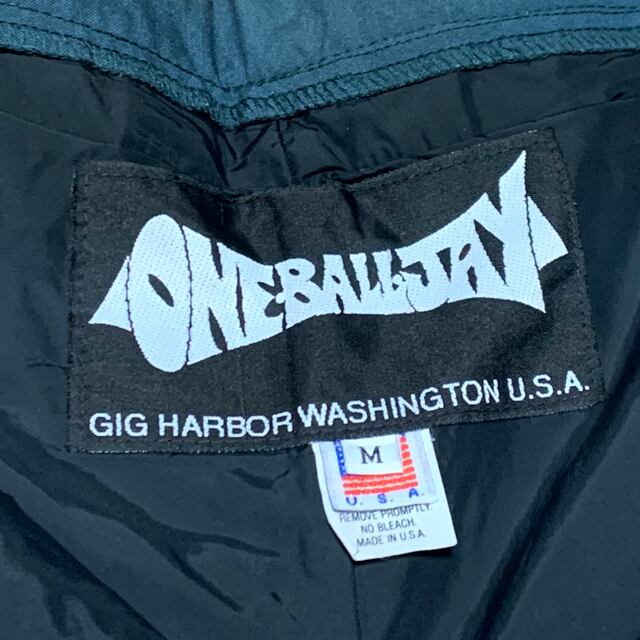 ONEBALLJAY
GIG HARBOR WASHINGTON U.S.A.
M
U.S.A.
REMOVE PROMPTLY.
NO BLEACH.
MADE IN U.S.A.